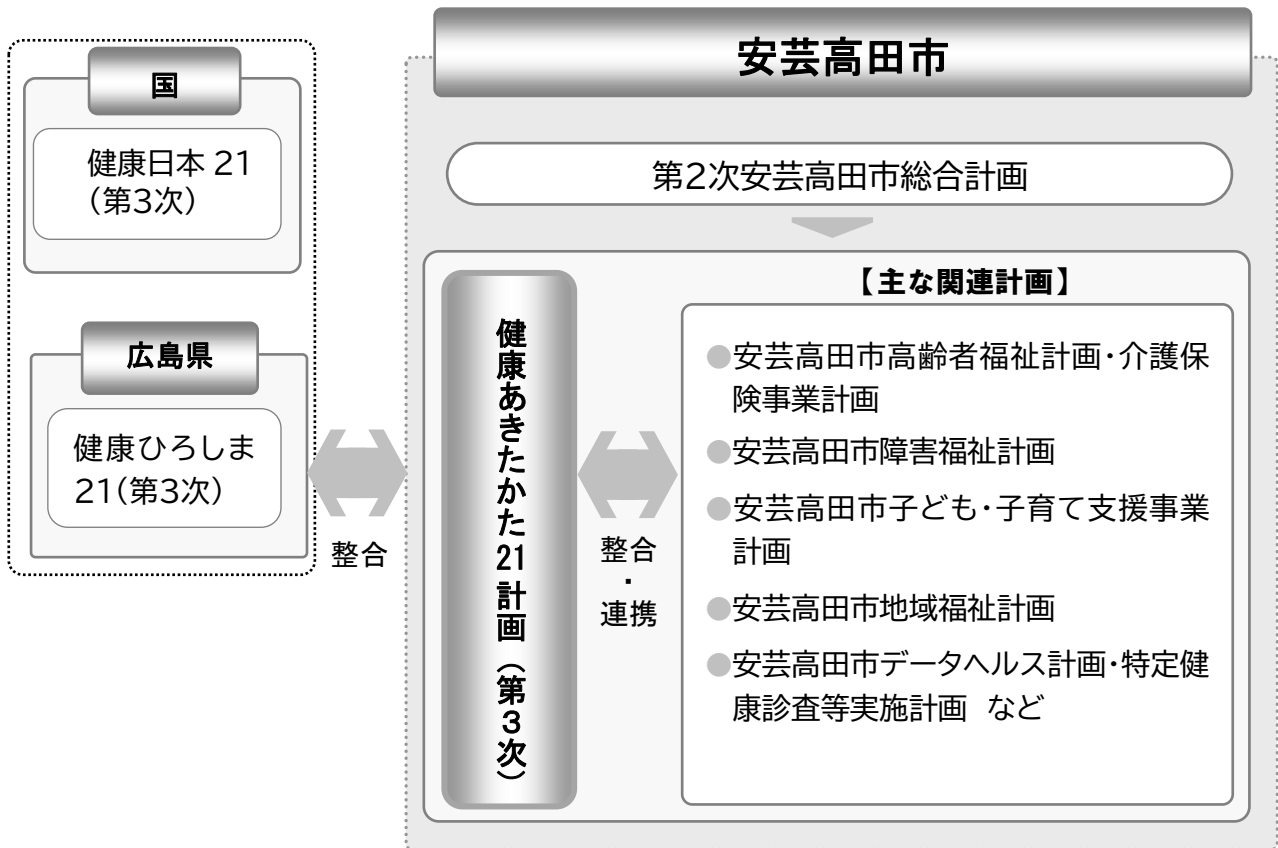 国
健康日本 21
(第3次)
広島県
健康ひろしま
21(第3次)
整合
安芸高田市
第2次安芸高田市総合計画
健康あきたかた21計画(第3次)
整合
・
連携
【主な関連計画】
●安芸高田市高齢者福祉計画・介護保
険事業計画
●安芸高田市障害福祉計画
●安芸高田市子ども・子育て支援事業
計画
●安芸高田市地域福祉計画
●安芸高田市データヘルス計画・特定健
康診査等実施計画　など